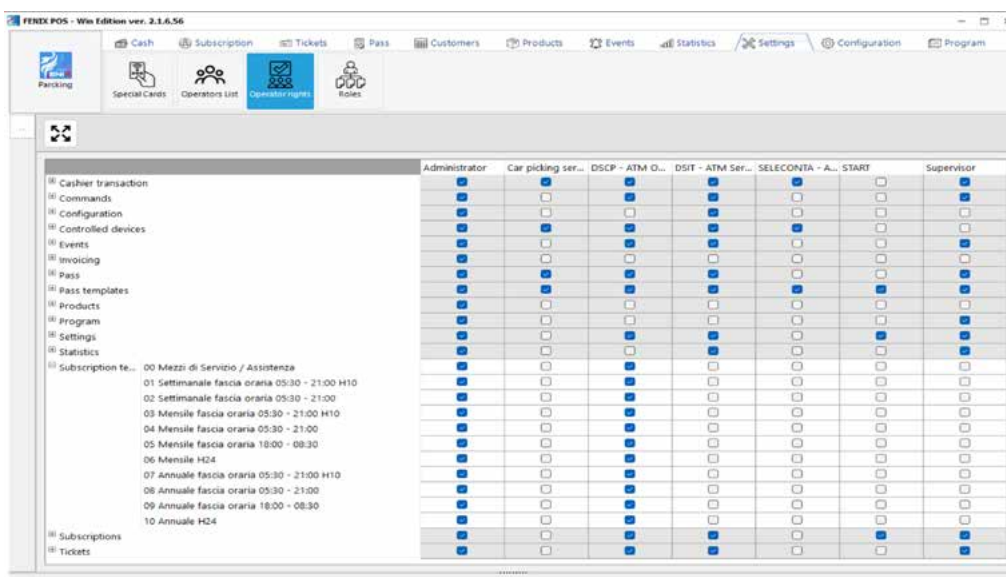 FENIX POS - Win Edition ver. 2.1.6.56
Cash Subscription Tickets Pass Customers Products Events Statistics Settings Configuration Program
Parcking
Special Cards Operators List Operator rights Roles
Administrator Car picking ser... DSCP - ATM O... DSIT - ATM Ser... SELECONTA - A... START Supervisor
Cashier transaction
Commands
Configuration
Controlled devices
Events
Invoicing
Pass
Pass templates
Products
Program
Settings
Statistics
Subscription te... 00 Mezzi di Servizio / Assistenza
01 Settimanale fascia oraria 05:30 - 21:00 H10
02 Settimanale fascia oraria 05:30 - 21:00
03 Mensile fascia oraria 05:30 - 21:00 H10
04 Mensile fascia oraria 05:30 - 21:00
05 Mensile fascia oraria 18:00 - 08:30
06 Mensile H24
07 Annuale fascia oraria 05:30 - 21:00 H10
08 Annuale fascia oraria 05:30 - 21:00
09 Annuale fascia oraria 18:00 - 08:30
10 Annuale H24
Subscriptions
Tickets